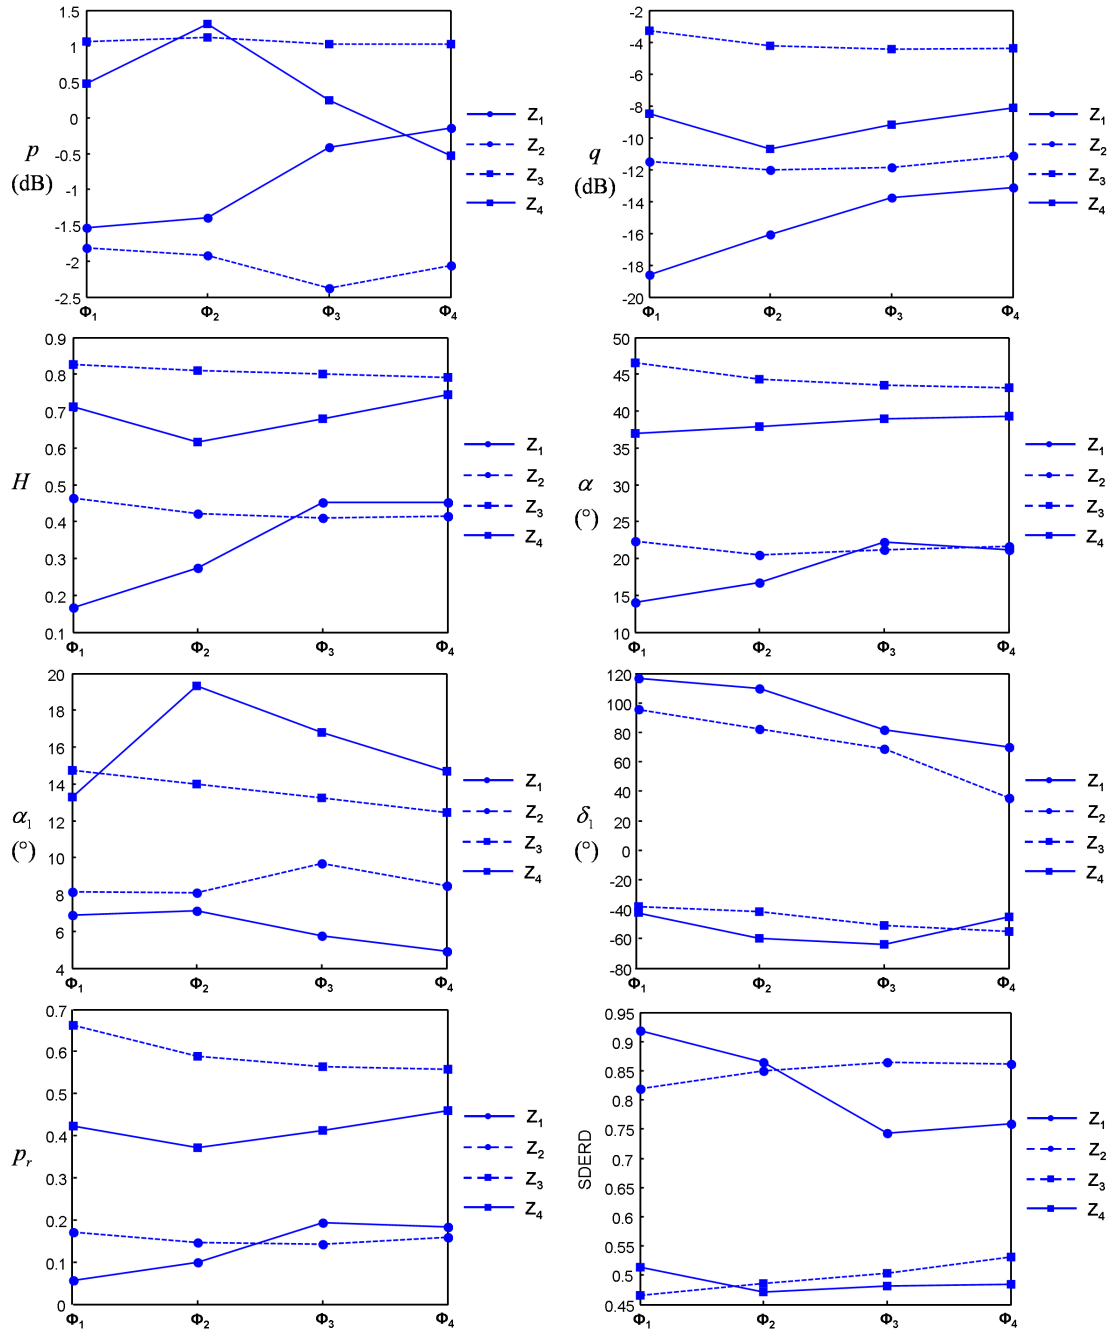 1.5
1
0.5
0
-0.5
-1
-1.5
-2
-2.5
p
(dB)
Φ1 Φ2 Φ3 Φ4
Z1
Z2
Z3
Z4
-2
-4
-6
-8
-10
-12
-14
-16
-18
-20
q
(dB)
Φ1 Φ2 Φ3 Φ4
Z1
Z2
Z3
Z4
0.9
0.8
0.7
0.6
0.5
0.4
0.3
0.2
0.1
H
Φ1 Φ2 Φ3 Φ4
Z1
Z2
Z3
Z4
50
45
40
35
30
25
20
15
10
α
(°)
Φ1 Φ2 Φ3 Φ4
Z1
Z2
Z3
Z4
20
18
16
14
12
10
8
6
4
α1
(°)
Φ1 Φ2 Φ3 Φ4
Z1
Z2
Z3
Z4
120
100
80
60
40
20
0
-20
-40
-60
-80
δ1
(°)
Φ1 Φ2 Φ3 Φ4
Z1
Z2
Z3
Z4
0.7
0.6
0.5
0.4
0.3
0.2
0.1
0
pr
Φ1 Φ2 Φ3 Φ4
Z1
Z2
Z3
Z4
0.95
0.9
0.85
0.8
0.75
0.7
0.65
0.6
0.55
0.5
0.45
SDERD
Φ1 Φ2 Φ3 Φ4
Z1
Z2
Z3
Z4